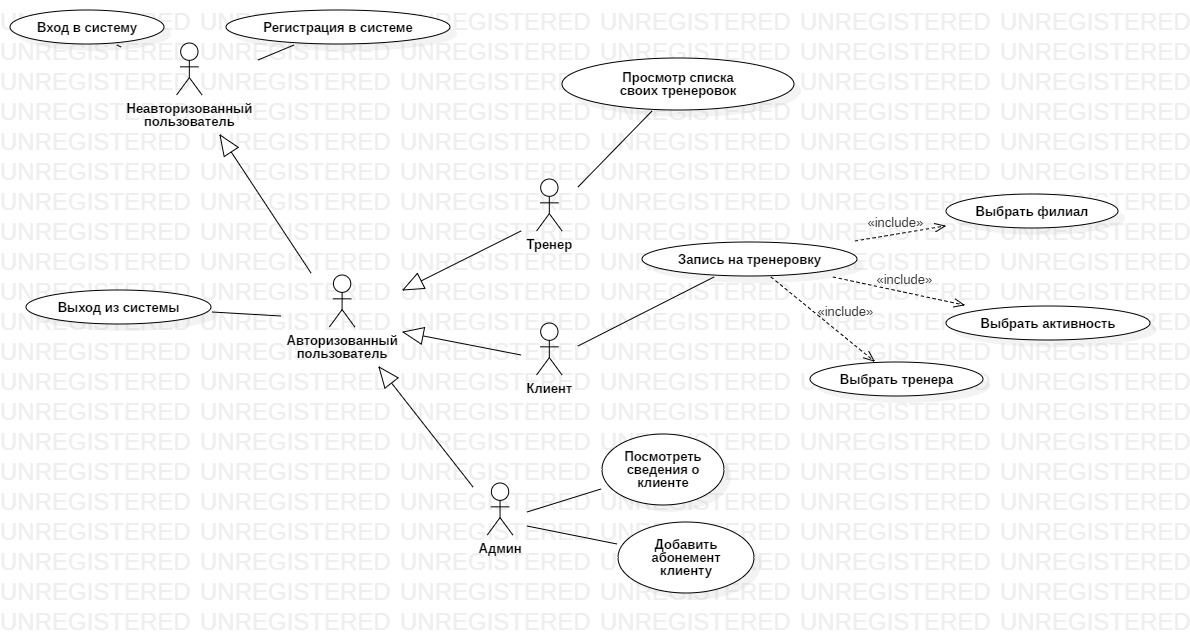 Вход в систему
Регистрация в системе
Неавторизованный
пользователь
Просмотр списка
своих тренеровок
Тренер
Выбрать филиал
«include»
Запись на тренеровку
«include»
Выход из системы
«include»
Выбрать активность
Авторизованный
пользователь
Клиент
Выбрать тренера
Посмотреть
сведения о
клиенте
Админ
Добавить
абонемент
клиенту
UNREGISTERED UNREGISTERED UNREGISTERED UNREGISTERED UNREGISTERED UNREGISTERED